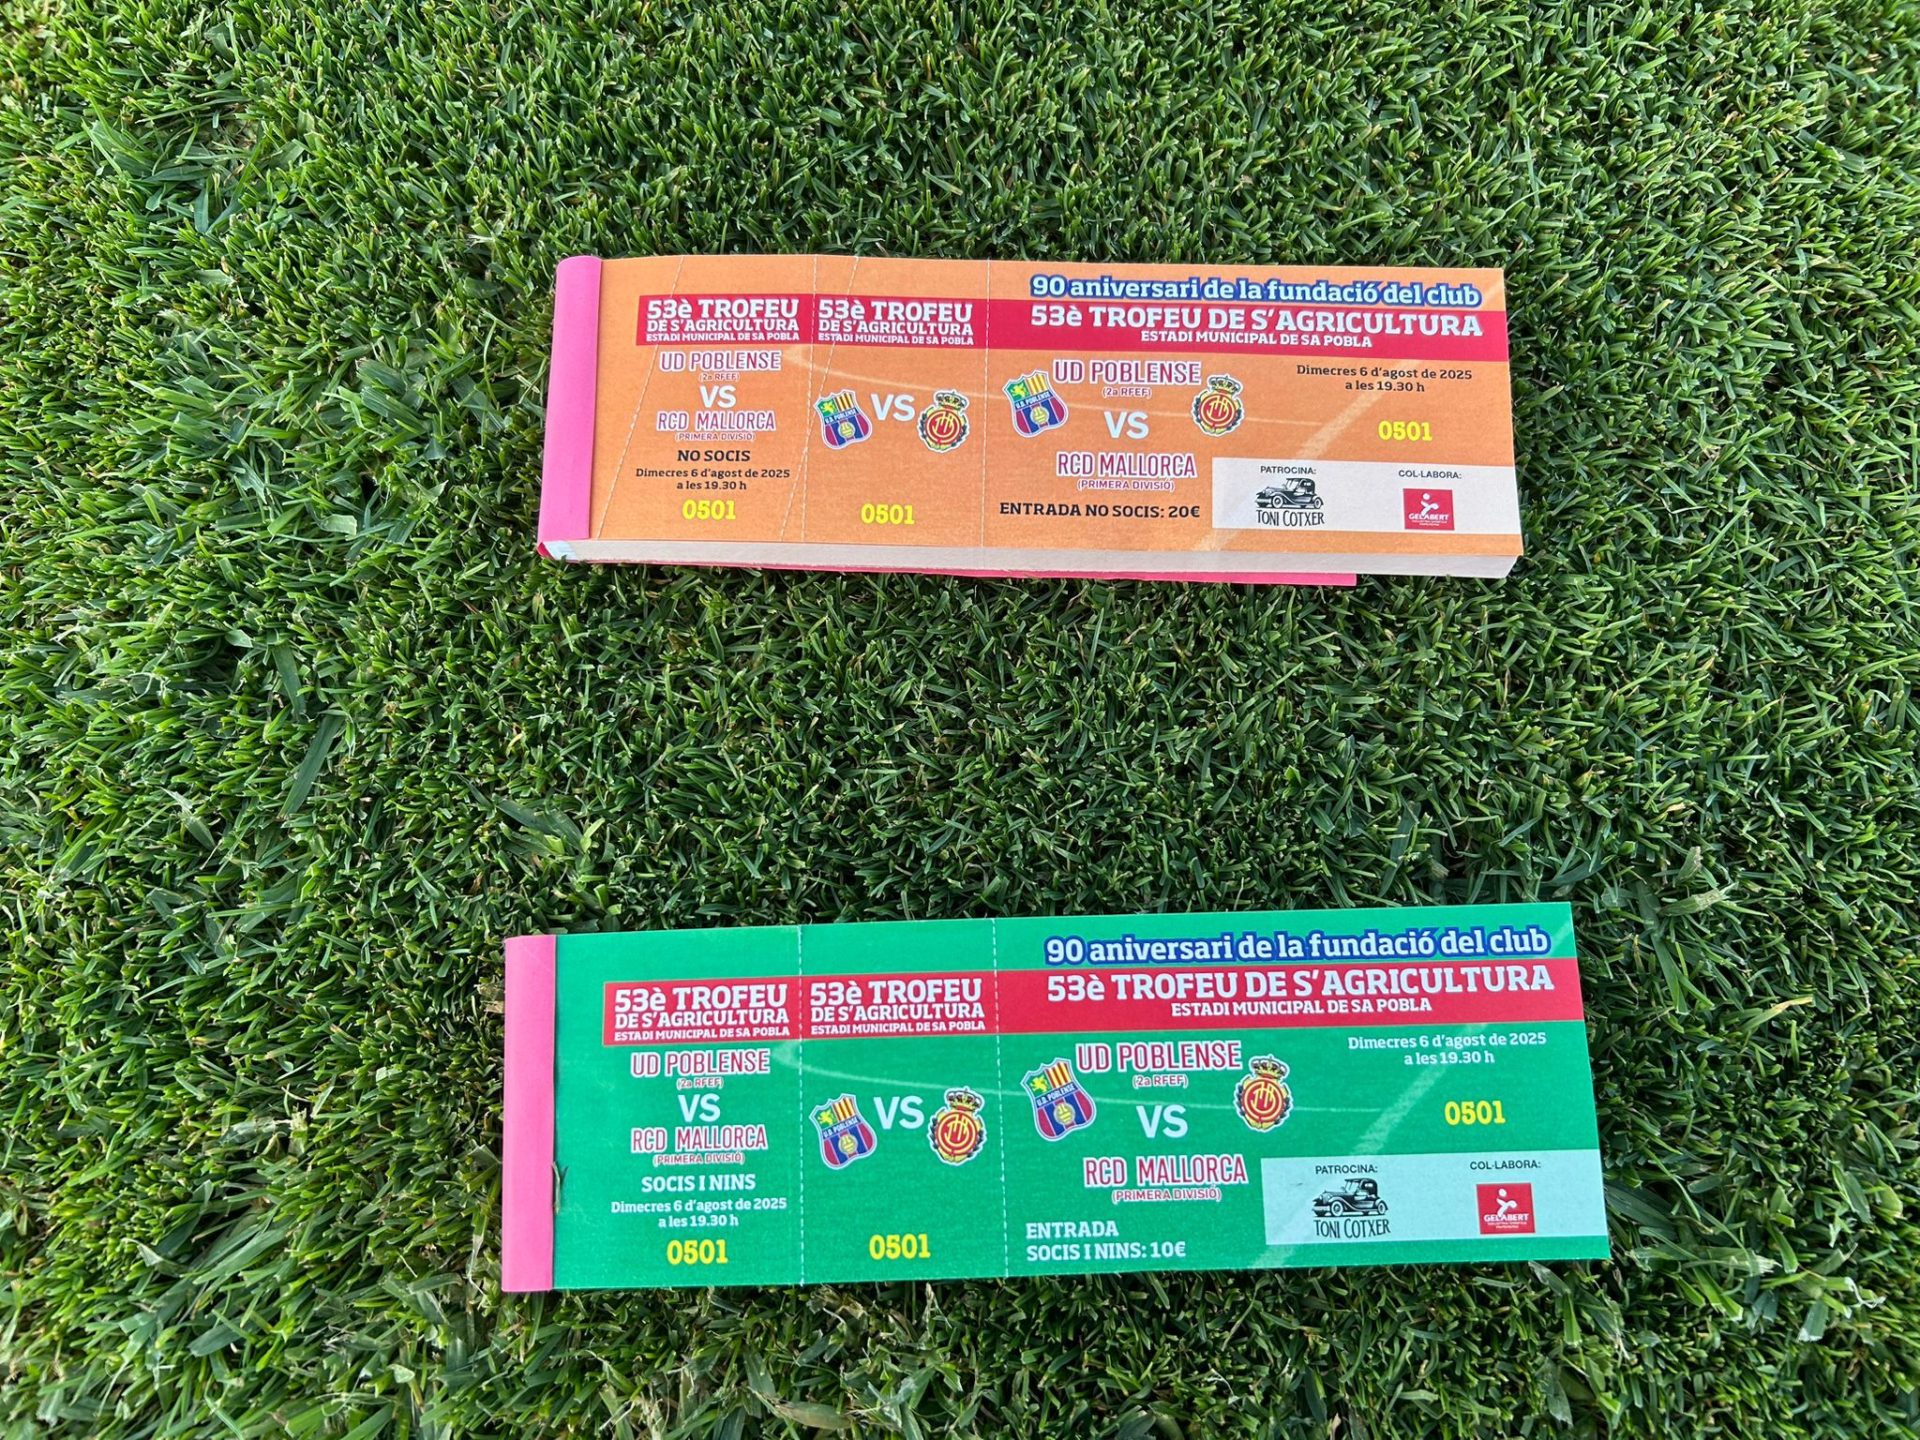 53è TROFEU
DE S'AGRICULTURA
ESTADI MUNICIPAL DE SA POBLA
UD POBLENSE
(2a RFEF)
VS
RCD MALLORCA
(PRIMERA DIVISIÓ)
NO SOCIS
Dimecres 6 d'agost de 2025
a les 19.30 h
0501
53è TROFEU
DE S'AGRICULTURA
ESTADI MUNICIPAL DE SA POBLA
U.D. POBLENSE
VS
0501
90 aniversari de la fundació del club
53è TROFEU DE S'AGRICULTURA
ESTADI MUNICIPAL DE SA POBLA
U.D. POBLENSE
UD POBLENSE
(2a RFEF)
VS
RCD MALLORCA
(PRIMERA DIVISIÓ)
ENTRADA NO SOCIS: 20€
Dimecres 6 d'agost de 2025
a les 19.30 h
0501
PATROCINA:
TONI COTXER
COL·LABORA:
GELABERT
53è TROFEU
DE S'AGRICULTURA
ESTADI MUNICIPAL DE SA POBLA
UD POBLENSE
(2a RFEF)
VS
RCD MALLORCA
(PRIMERA DIVISIÓ)
SOCIS I NINS
Dimecres 6 d'agost de 2025
a les 19.30 h
0501
53è TROFEU
DE S'AGRICULTURA
ESTADI MUNICIPAL DE SA POBLA
U.D. POBLENSE
VS
0501
90 aniversari de la fundació del club
53è TROFEU DE S'AGRICULTURA
ESTADI MUNICIPAL DE SA POBLA
U.D. POBLENSE
UD POBLENSE
(2a RFEF)
VS
RCD MALLORCA
(PRIMERA DIVISIÓ)
ENTRADA
SOCIS I NINS: 10€
Dimecres 6 d'agost de 2025
a les 19.30 h
0501
PATROCINA:
TONI COTXER
COL·LABORA:
GELABERT